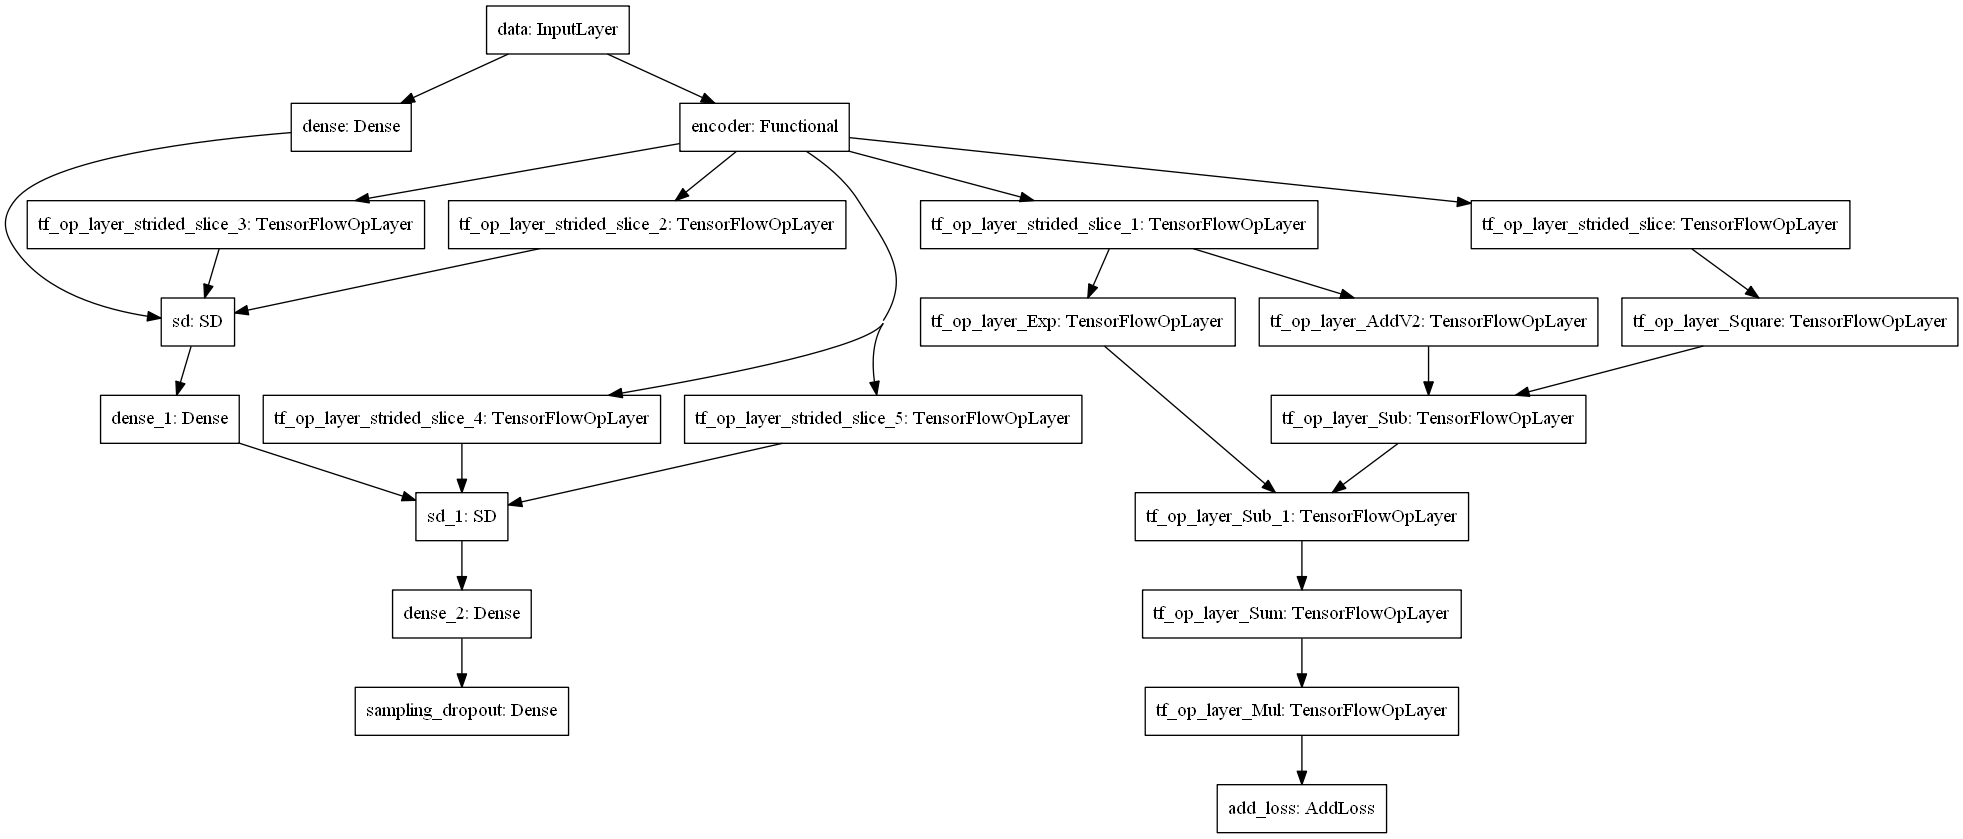 data: InputLayer
dense: Dense
encoder: Functional
tf_op_layer_strided_slice_3: TensorFlowOpLayer
tf_op_layer_strided_slice_2: TensorFlowOpLayer
tf_op_layer_strided_slice_1: TensorFlowOpLayer
tf_op_layer_strided_slice: TensorFlowOpLayer
sd: SD
tf_op_layer_Exp: TensorFlowOpLayer
tf_op_layer_AddV2: TensorFlowOpLayer
tf_op_layer_Square: TensorFlowOpLayer
dense_1: Dense
tf_op_layer_strided_slice_4: TensorFlowOpLayer
tf_op_layer_strided_slice_5: TensorFlowOpLayer
tf_op_layer_Sub: TensorFlowOpLayer
sd_1: SD
tf_op_layer_Sub_1: TensorFlowOpLayer
dense_2: Dense
tf_op_layer_Sum: TensorFlowOpLayer
sampling_dropout: Dense
tf_op_layer_Mul: TensorFlowOpLayer
add_loss: AddLoss